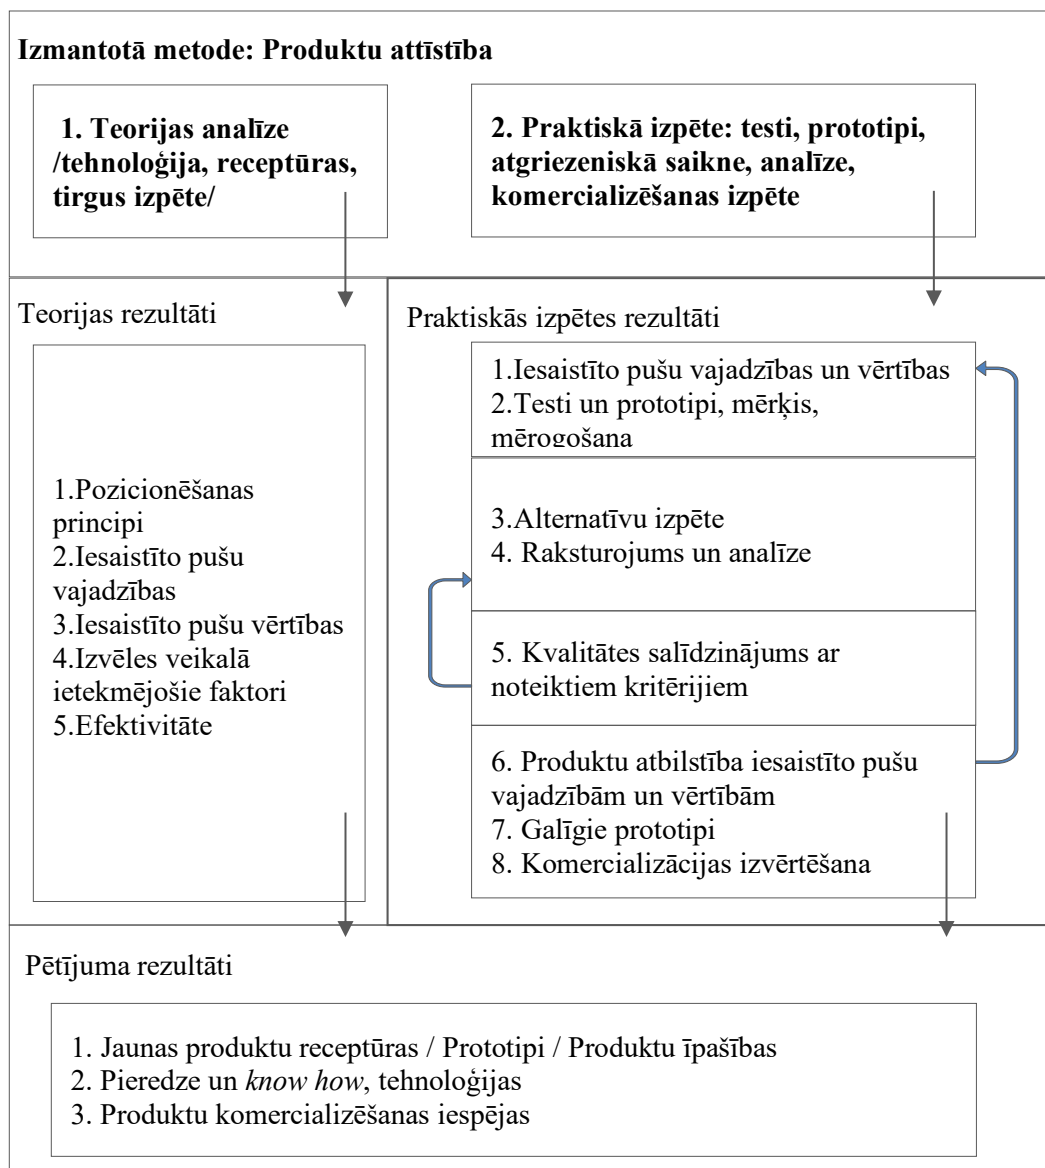 Izmantotā metode: Produktu attīstība
1. Teorijas analīze
/tehnoloģija, receptūras,
tirgus izpēte/
2. Praktiskā izpēte: testi, prototipi,
atgriezeniskā saikne, analīze,
komercializēšanas izpēte
Teorijas rezultāti
1.Pozicionēšanas
principi
2.Iesaistīto pušu
vajadzības
3.Iesaistīto pušu vērtības
4.Izvēles veikalā
ietekmējošie faktori
5.Efektivitāte
Praktiskās izpētes rezultāti
1.Iesaistīto pušu vajadzības un vērtības
2.Testi un prototipi, mērķis,
mērogošana
3.Alternatīvu izpēte
4. Raksturojums un analīze
5. Kvalitātes salīdzinājums ar
noteiktiem kritērijiem
6. Produktu atbilstība iesaistīto pušu
vajadzībām un vērtībām
7. Galīgie prototipi
8. Komercializācijas izvērtēšana
Pētījuma rezultāti
1. Jaunas produktu receptūras / Prototipi / Produktu īpašības
2. Pieredze un know how, tehnoloģijas
3. Produktu komercializēšanas iespējas